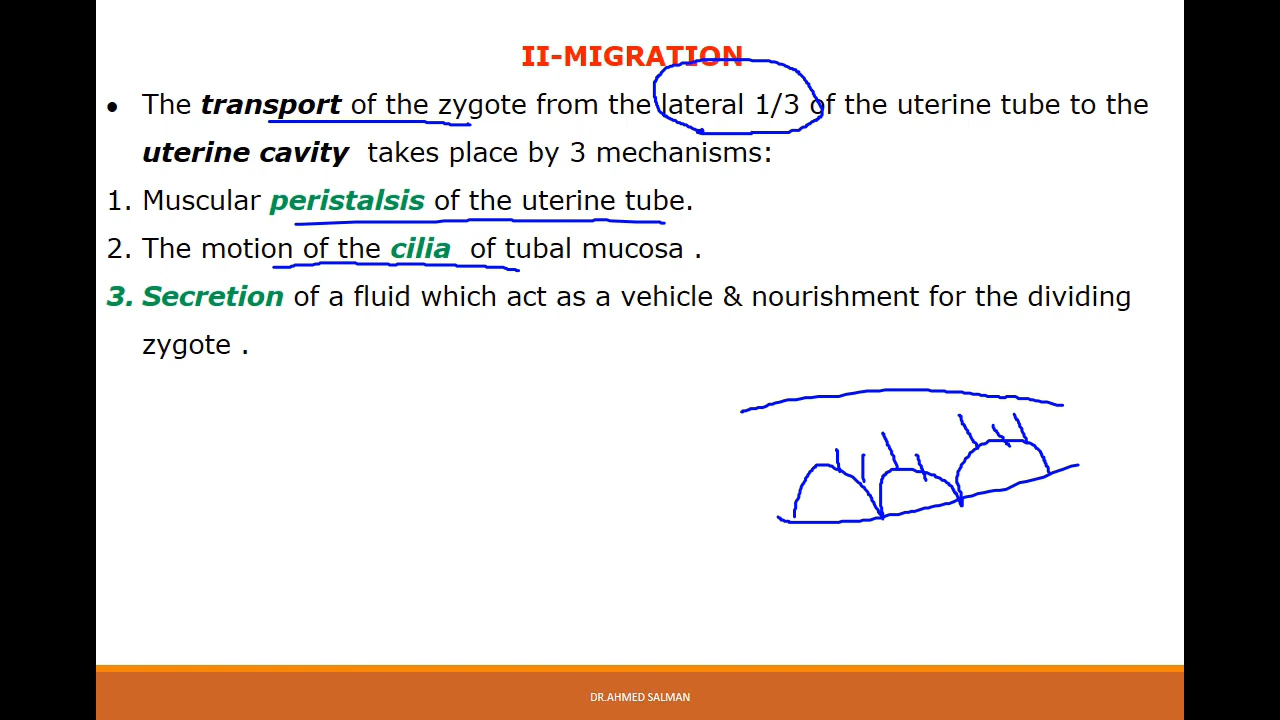 II-MIGRATION
• The transport of the zygote from the lateral 1/3 of the uterine tube to the
uterine cavity takes place by 3 mechanisms:
1. Muscular peristalsis of the uterine tube.
2. The motion of the cilia of tubal mucosa .
3. Secretion of a fluid which act as a vehicle & nourishment for the dividing
zygote .
DR.AHMED SALMAN